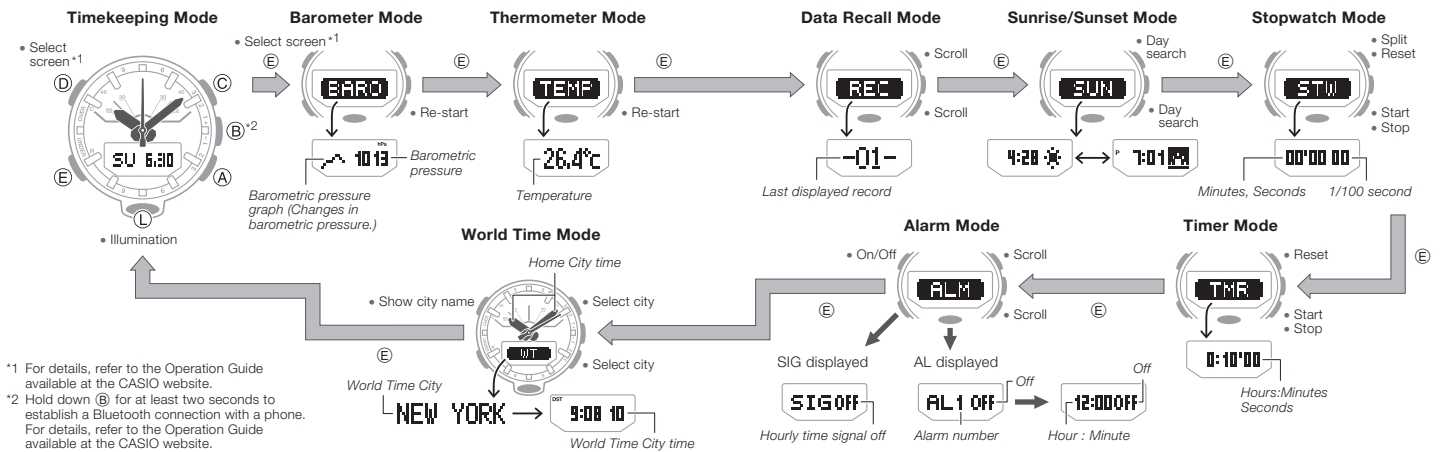 Timekeeping Mode
• Select
screen *1
Ⓓ
Ⓒ
Ⓑ*2
Ⓔ
Ⓐ
Ⓛ
SU 6:30
• Illumination
Ⓔ
Barometer Mode
• Select screen *1
BARO
• Re-start
hPa
1013
Barometric
pressure
Barometric pressure
graph (Changes in
barometric pressure.)
Ⓔ
Thermometer Mode
TEMP
• Re-start
26.4°C
Temperature
Ⓔ
Data Recall Mode
• Scroll
REC
• Scroll
-01-
Last displayed record
Ⓔ
Sunrise/Sunset Mode
• Day
search
SUN
• Day
search
4:28
P 7:01
Ⓔ
Stopwatch Mode
• Split
• Reset
STW
• Start
• Stop
00'00 00
Minutes, Seconds
1/100 second
Ⓔ
Timer Mode
• Reset
TMR
• Start
• Stop
0:10'00
Hours:Minutes
Seconds
Ⓔ
Alarm Mode
• On/Off
• Scroll
ALM
• Scroll
SIG displayed
AL displayed
SIG OFF
Hourly time signal off
AL1 OFF
Off
Alarm number
12:00 OFF
Off
Hour : Minute
Ⓔ
World Time Mode
Home City time
• Show city name
• Select city
WT
• Select city
World Time City
NEW YORK
DST
9:08 10
World Time City time
Ⓔ
*1 For details, refer to the Operation Guide
available at the CASIO website.
*2 Hold down Ⓑ for at least two seconds to
establish a Bluetooth connection with a phone.
For details, refer to the Operation Guide
available at the CASIO website.